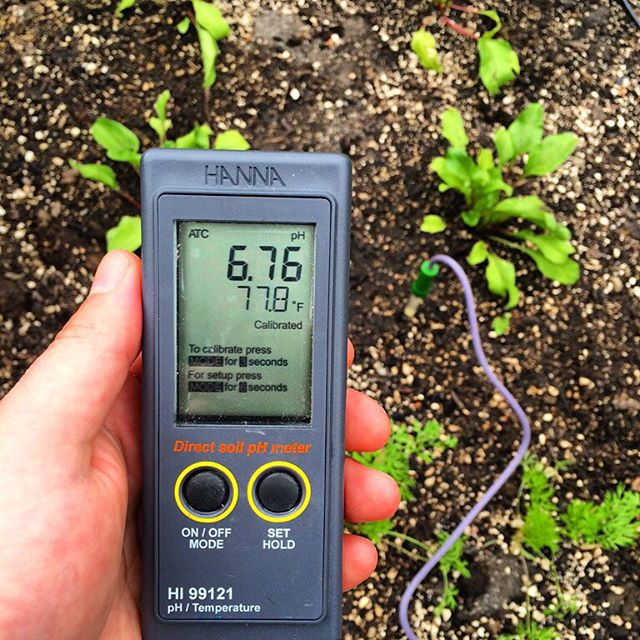 HANNA
ATC pH
6.76
77.8 °F
Calibrated
To calibrate press
MODE for 3 seconds
For setup press
MODE for 6 seconds
Direct soil pH meter
ON / OFF SET
MODE HOLD
HI 99121
pH / Temperature